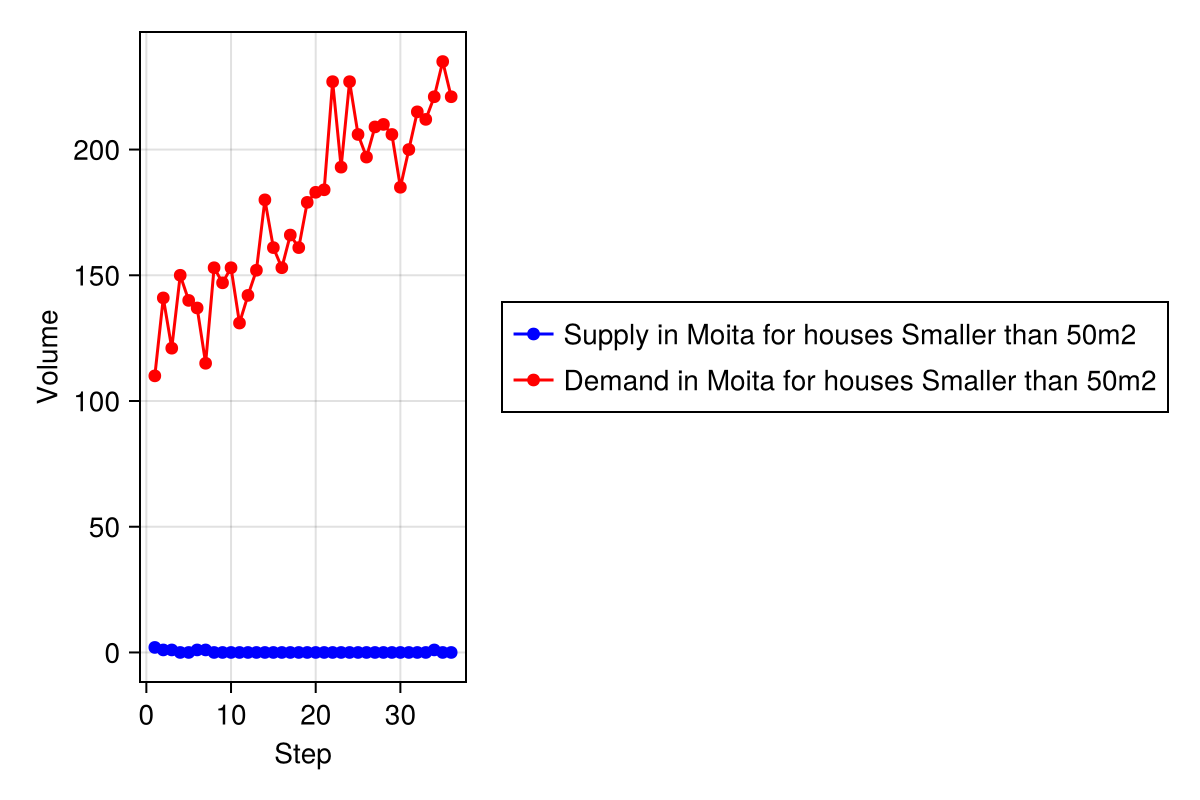 200
150
100
50
0
Volume
0 10 20 30
Step
Supply in Moita for houses Smaller than 50m2
Demand in Moita for houses Smaller than 50m2